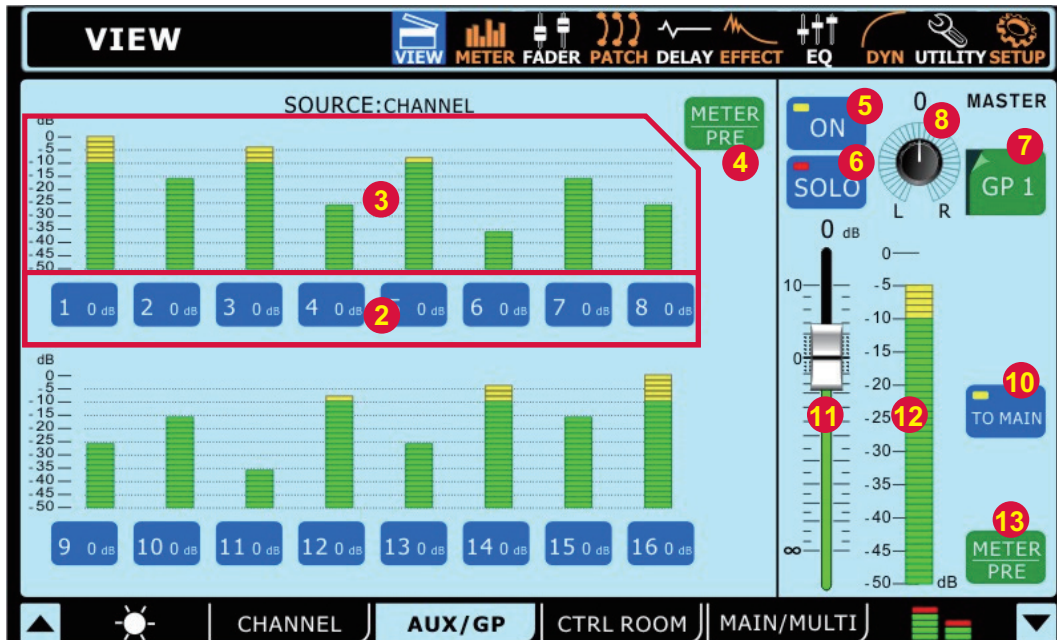 VIEW
VIEW METER FADER PATCH DELAY EFFECT EQ DYN UTILITY SETUP
SOURCE:CHANNEL
dB
0
-5
-10
-15
-20
-25
-30
-35
-45
-50
3
METER
PRE
4
1 0 dB 2 0 dB 3 0 dB 4 0 dB 2 0 dB 6 0 dB 7 0 dB 8 0 dB
dB
0
-5
-10
-15
-20
-25
-30
-35
-45
-50
9 0 dB 10 0 dB 11 0 dB 12 0 dB 13 0 dB 14 0 dB 15 0 dB 16 0 dB
5
ON
6
SOLO
0
8
L R
MASTER
7
GP 1
0 dB
10
0
∞
11
0
-5
-10
-15
-20
-25
-30
-35
-40
-45
-50 dB
12
10
TO MAIN
13
METER
PRE
CHANNEL AUX/GP CTRL ROOM MAIN/MULTI